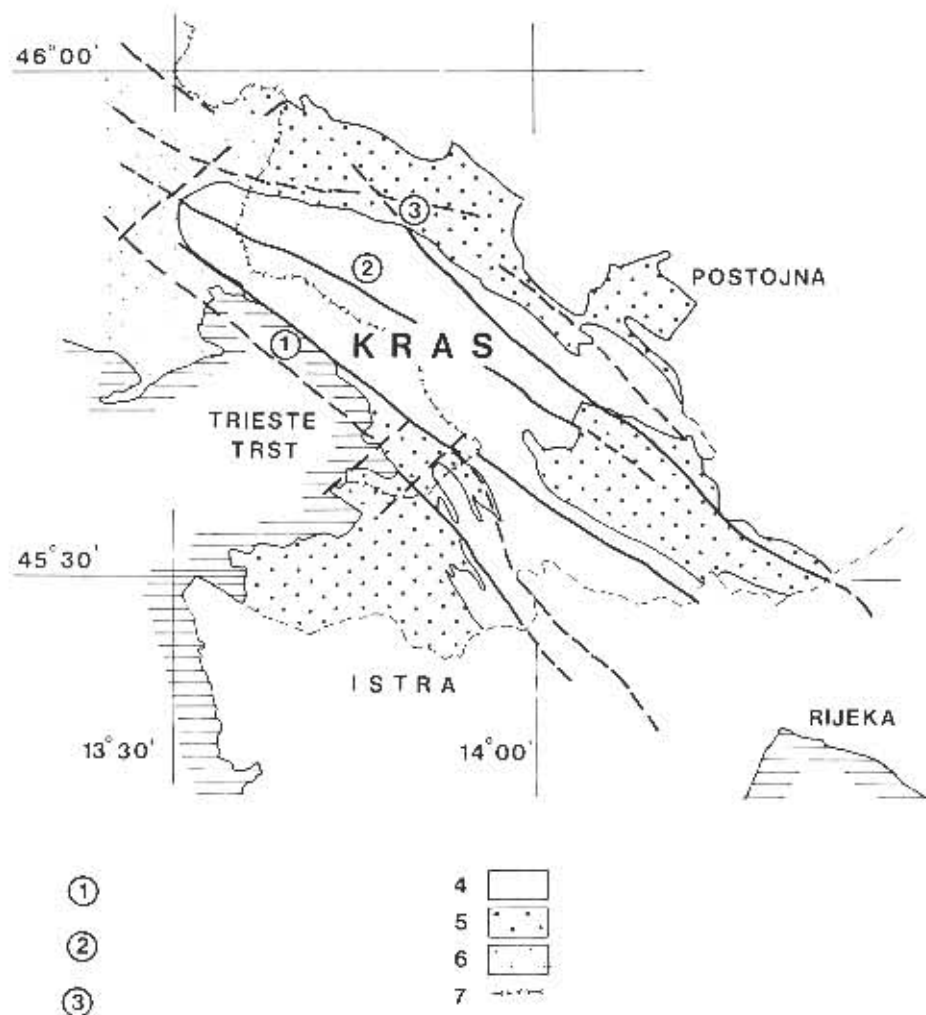 46°00'
③
POSTOJNA
②
KRAS
①
TRIESTE
TRST
45°30'
ISTRA
RIJEKA
13°30'
14°00'
①
②
③
4
5
6
7